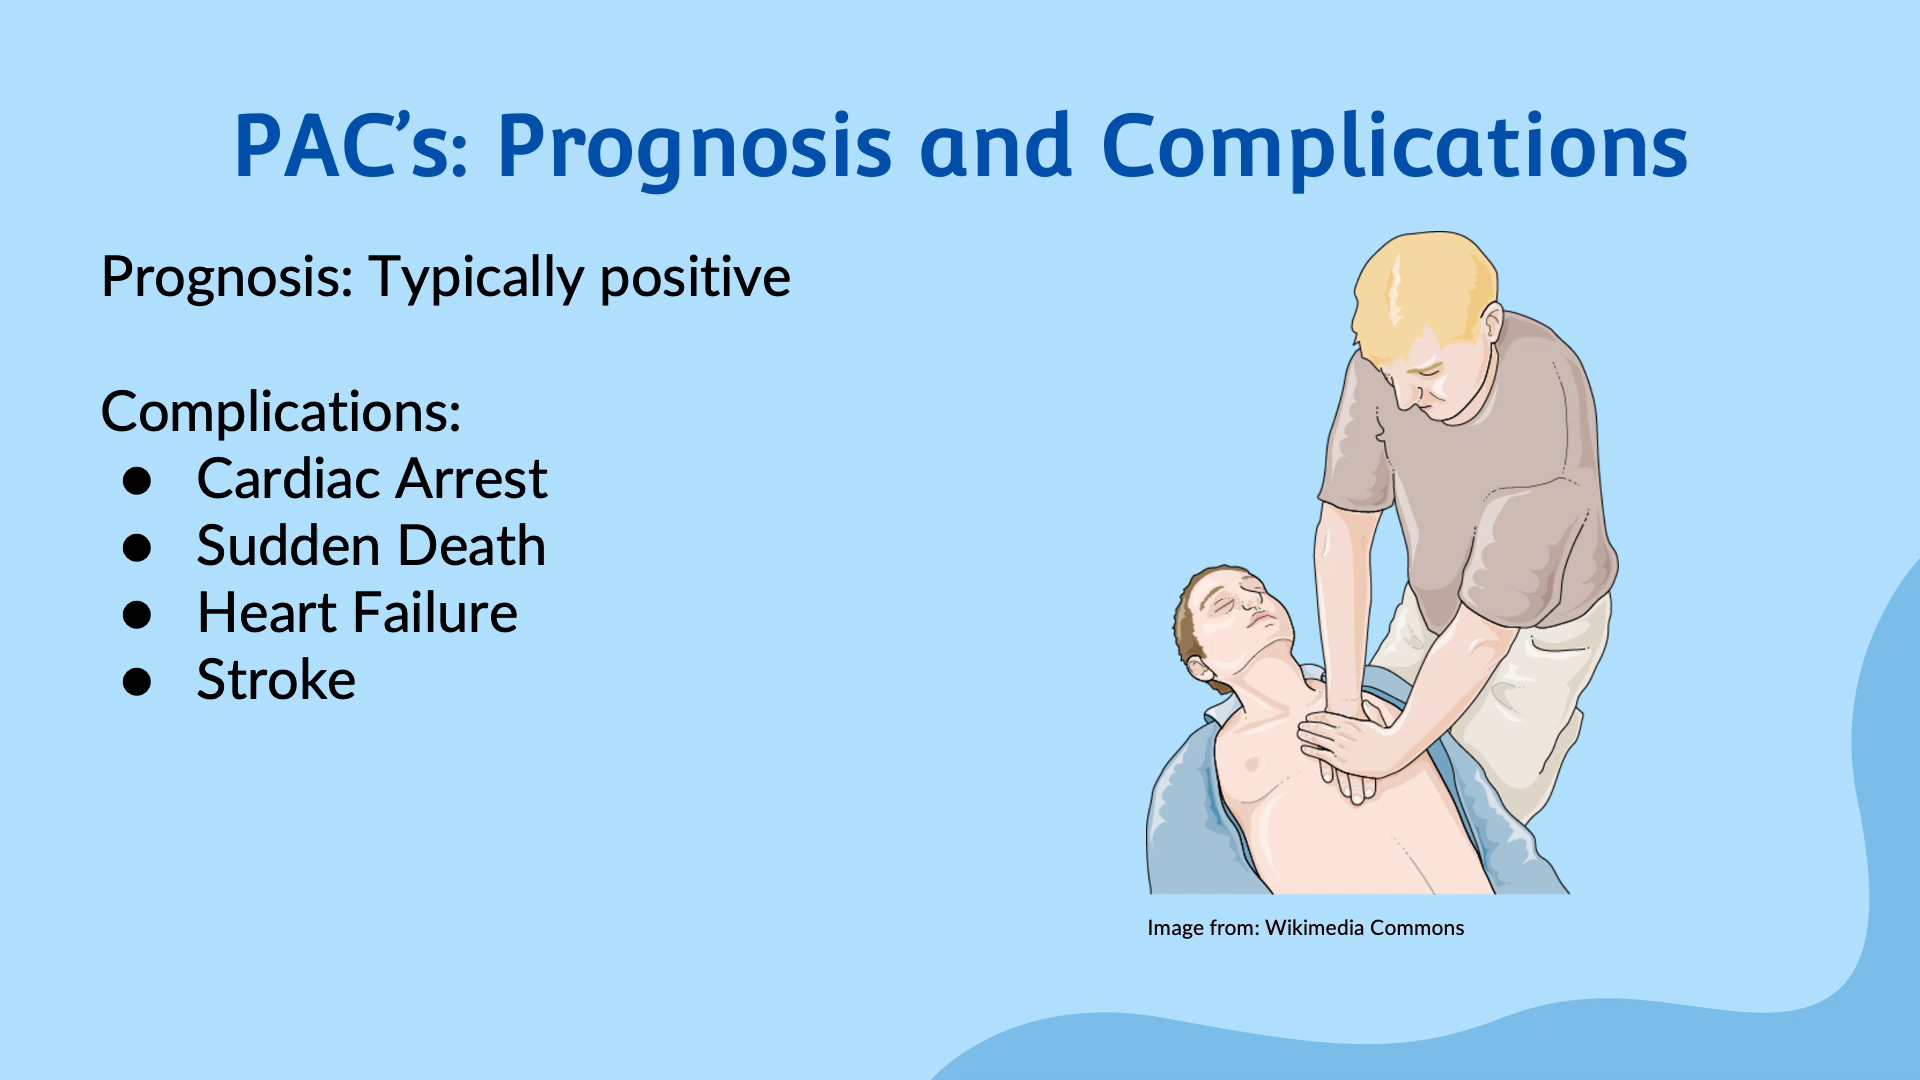 PAC’s: Prognosis and Complications
Prognosis: Typically positive
Complications:
● Cardiac Arrest
● Sudden Death
● Heart Failure
● Stroke
Image from: Wikimedia Commons